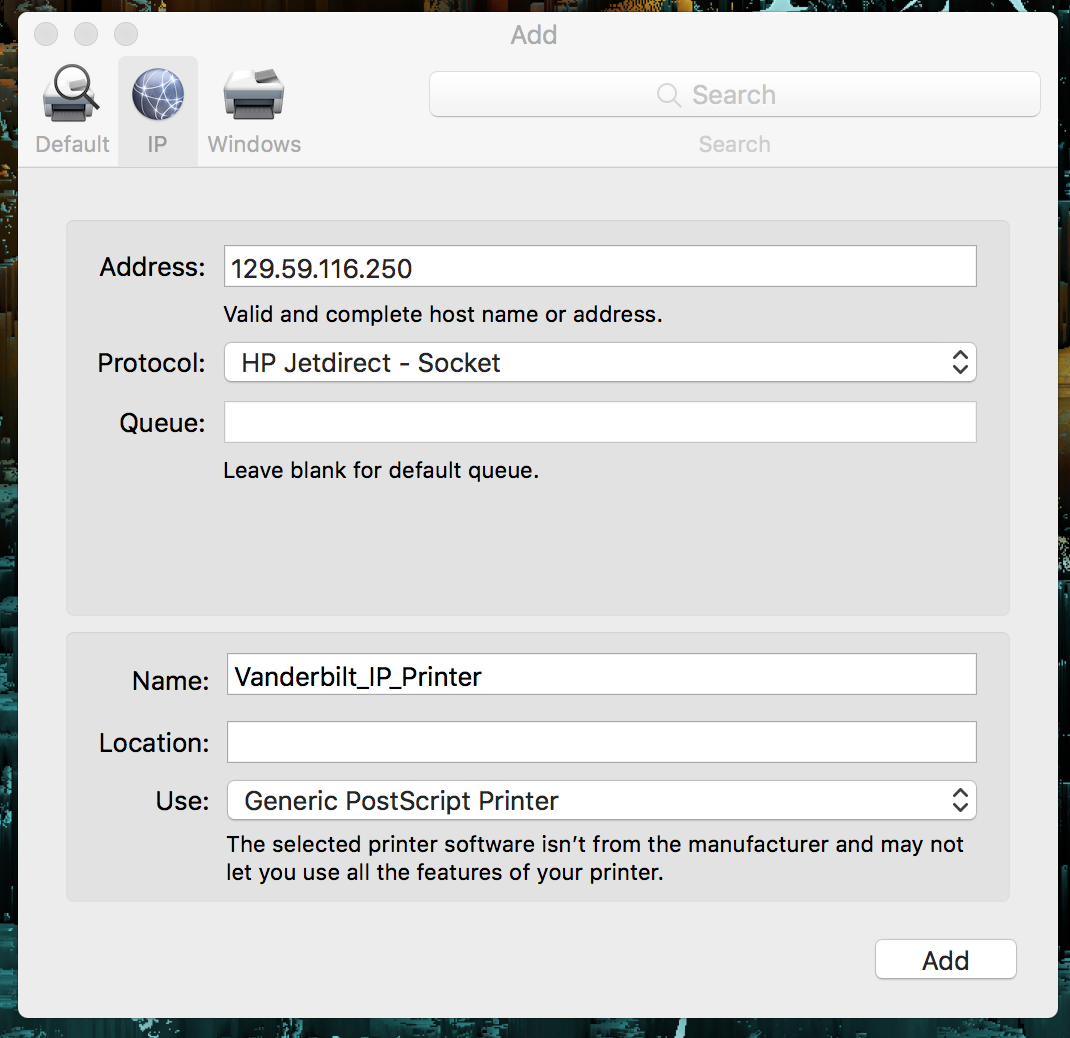 Add
Default
IP
Windows
Search
Search
Address: 129.59.116.250
Valid and complete host name or address.
Protocol: HP Jetdirect - Socket
Queue:
Leave blank for default queue.
Name: Vanderbilt_IP_Printer
Location:
Use: Generic PostScript Printer
The selected printer software isn’t from the manufacturer and may not
let you use all the features of your printer.
Add